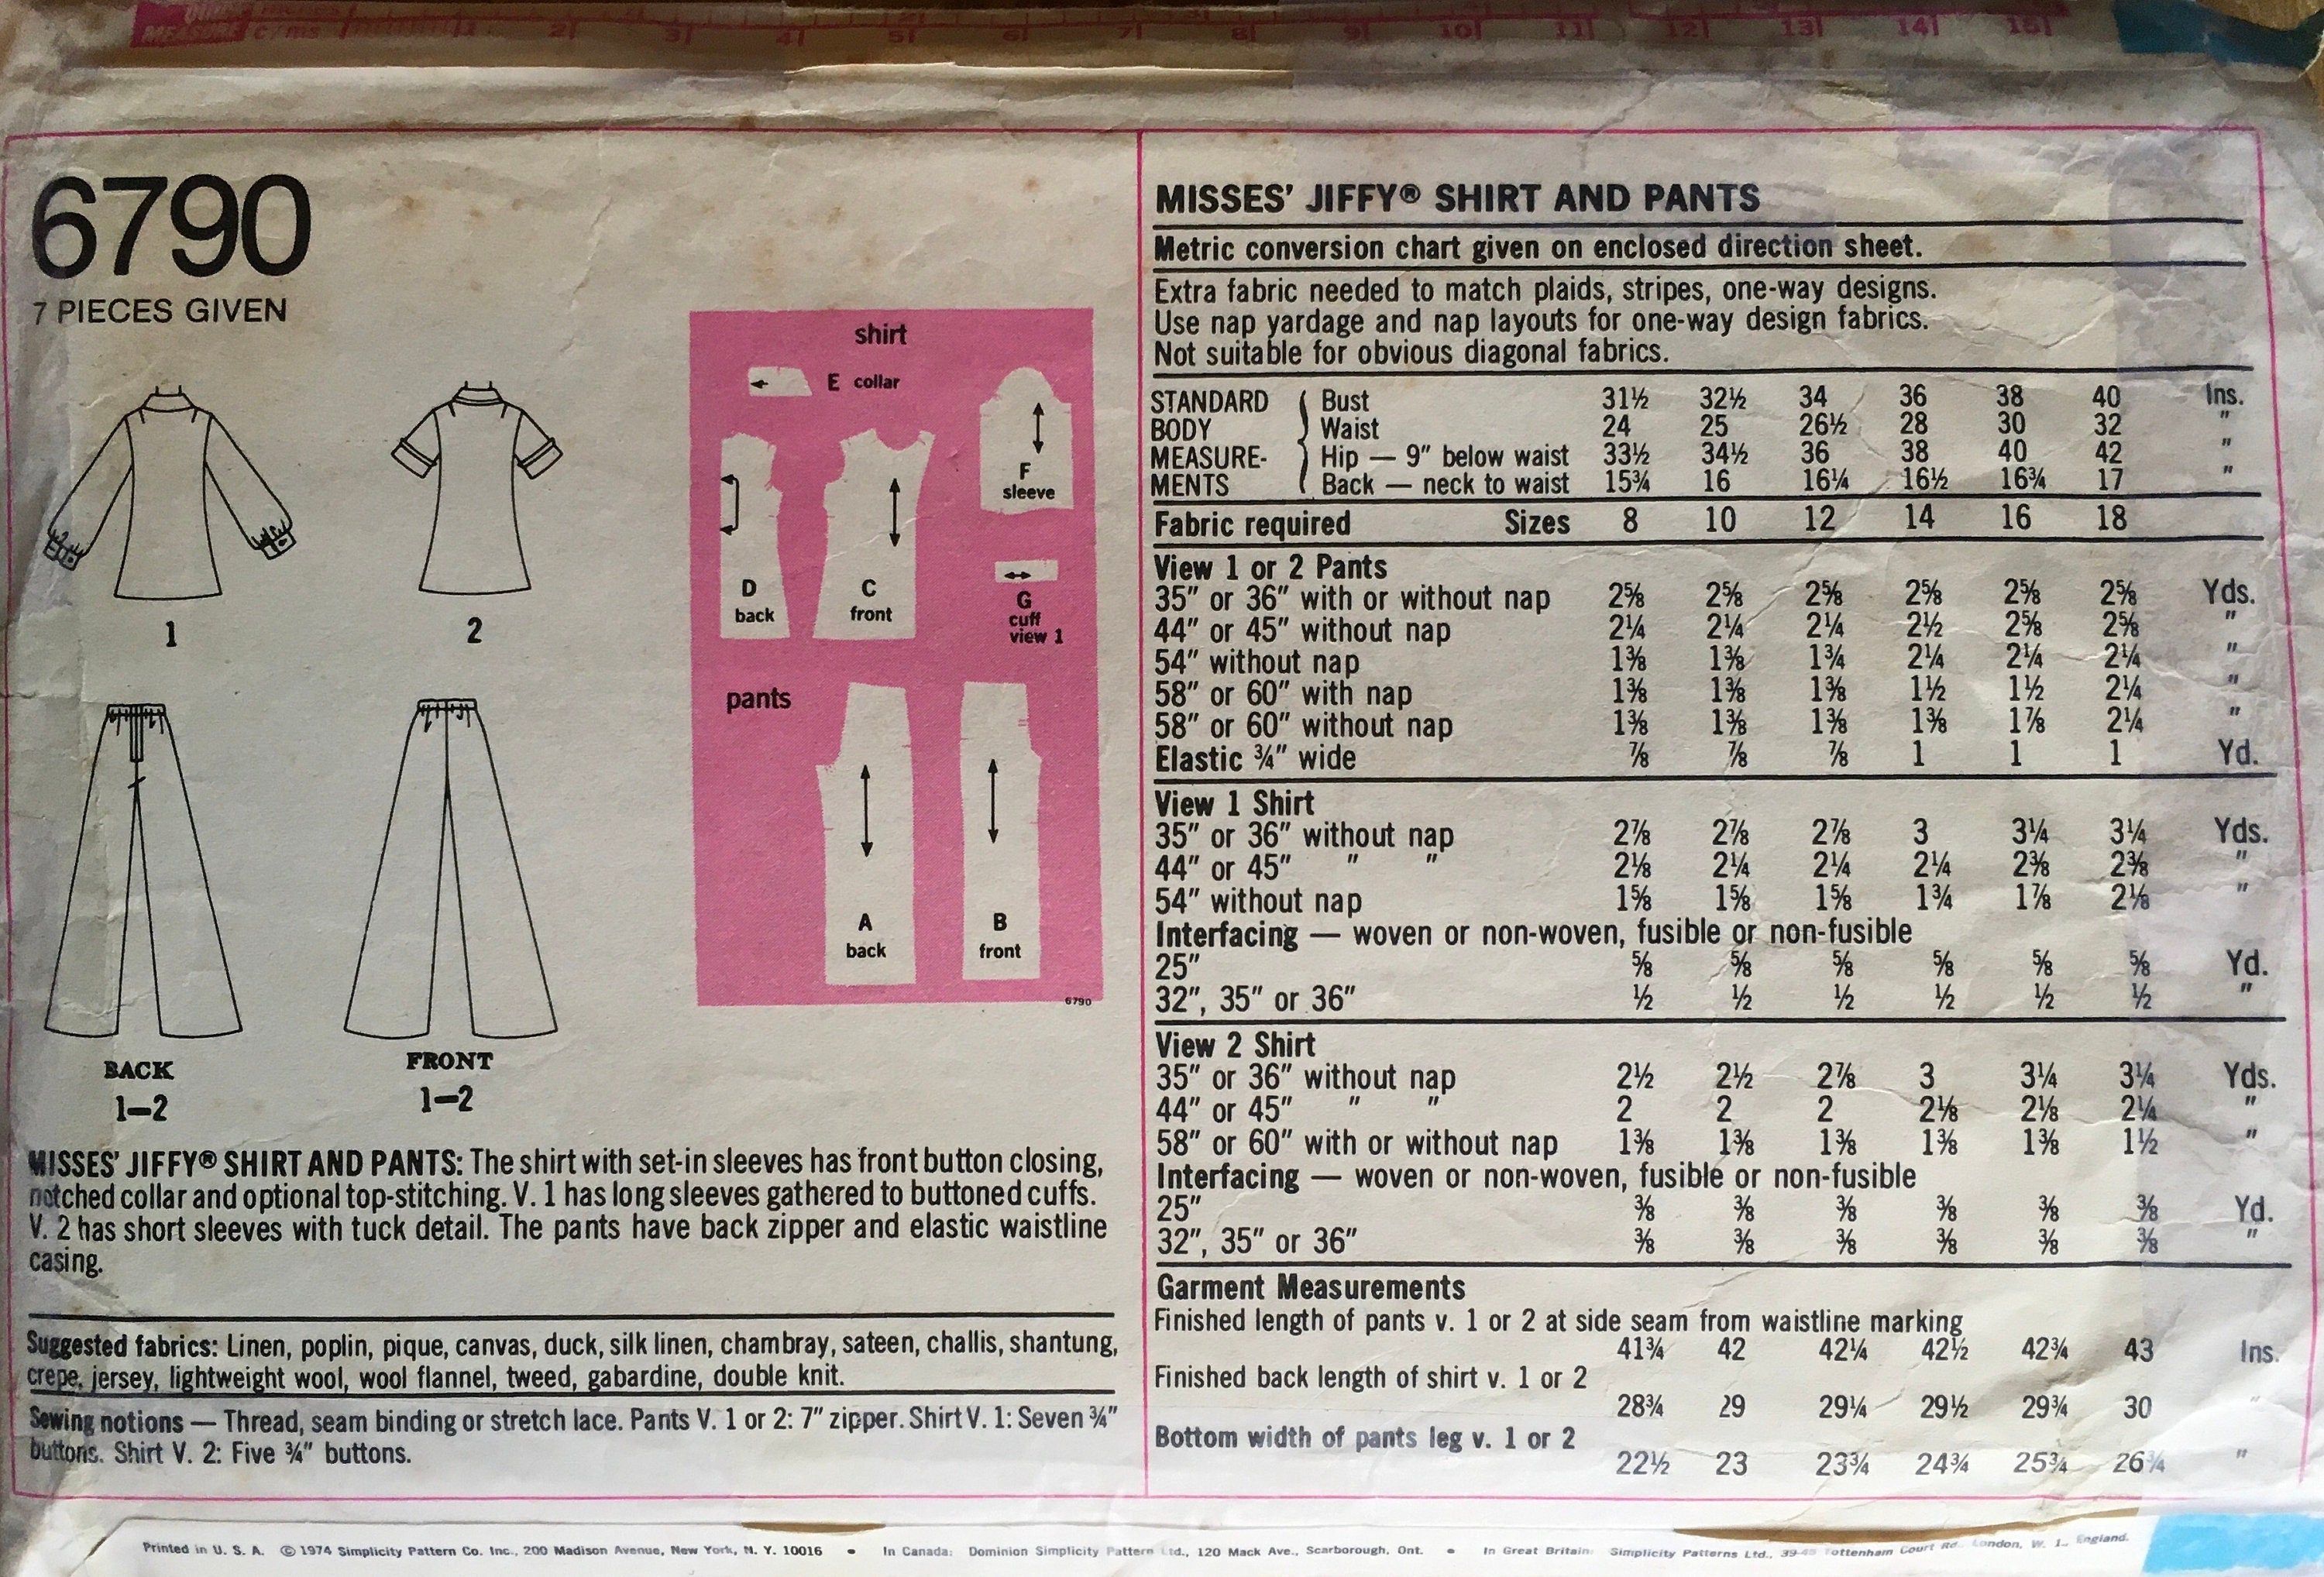 MEASURE c/ms 1 2 3 4 5 6 7 8 9 10 11 12 13 14 15
6790
7 PIECES GIVEN
1
2
BACK
1–2
FRONT
1–2
shirt
E collar
F
sleeve
D
back
C
front
G
cuff
view 1
pants
A
back
B
front
6790
MISSES' JIFFY® SHIRT AND PANTS: The shirt with set-in sleeves has front button closing,
notched collar and optional top-stitching. V. 1 has long sleeves gathered to buttoned cuffs.
V. 2 has short sleeves with tuck detail. The pants have back zipper and elastic waistline
casing.
Suggested fabrics: Linen, poplin, pique, canvas, duck, silk linen, chambray, sateen, challis, shantung,
crepe, jersey, lightweight wool, wool flannel, tweed, gabardine, double knit.
Sewing notions — Thread, seam binding or stretch lace. Pants V. 1 or 2: 7" zipper. Shirt V. 1: Seven ¾"
buttons. Shirt V. 2: Five ¾" buttons.
MISSES' JIFFY® SHIRT AND PANTS
Metric conversion chart given on enclosed direction sheet.
Extra fabric needed to match plaids, stripes, one-way designs.
Use nap yardage and nap layouts for one-way design fabrics.
Not suitable for obvious diagonal fabrics.
STANDARD Bust 31½ 32½ 34 36 38 40 Ins.
BODY Waist 24 25 26½ 28 30 32 "
MEASURE- Hip — 9" below waist 33½ 34½ 36 38 40 42 "
MENTS Back — neck to waist 15¾ 16 16¼ 16½ 16¾ 17 "
Fabric required Sizes 8 10 12 14 16 18
View 1 or 2 Pants
35" or 36" with or without nap 2⅝ 2⅝ 2⅝ 2⅝ 2⅝ 2⅝ Yds.
44" or 45" without nap 2¼ 2¼ 2¼ 2½ 2⅝ 2⅝ "
54" without nap 1⅜ 1⅜ 1¾ 2¼ 2¼ 2¼ "
58" or 60" with nap 1⅜ 1⅜ 1⅜ 1½ 1½ 2¼ "
58" or 60" without nap 1⅜ 1⅜ 1⅜ 1⅜ 1⅞ 2¼ "
Elastic ¾" wide ⅞ ⅞ ⅞ 1 1 1 Yd.
View 1 Shirt
35" or 36" without nap 2⅞ 2⅞ 2⅞ 3 3¼ 3¼ Yds.
44" or 45" " " 2⅛ 2¼ 2¼ 2¼ 2⅜ 2⅜ "
54" without nap 1⅝ 1⅝ 1⅝ 1¾ 1⅞ 2⅛ "
Interfacing — woven or non-woven, fusible or non-fusible
25" ⅝ ⅝ ⅝ ⅝ ⅝ ⅝ Yd.
32", 35" or 36" ½ ½ ½ ½ ½ ½ "
View 2 Shirt
35" or 36" without nap 2½ 2½ 2⅞ 3 3¼ 3¼ Yds.
44" or 45" " " 2 2 2 2⅛ 2⅛ 2¼ "
58" or 60" with or without nap 1⅜ 1⅜ 1⅜ 1⅜ 1⅜ 1½ "
Interfacing — woven or non-woven, fusible or non-fusible
25" ⅜ ⅜ ⅜ ⅜ ⅜ ⅜ Yd.
32", 35" or 36" ⅜ ⅜ ⅜ ⅜ ⅜ ⅜ "
Garment Measurements
Finished length of pants v. 1 or 2 at side seam from waistline marking
41¾ 42 42¼ 42½ 42¾ 43 Ins.
Finished back length of shirt v. 1 or 2
28¾ 29 29¼ 29½ 29¾ 30 "
Bottom width of pants leg v. 1 or 2
22½ 23 23¾ 24¾ 25¾ 26¾ "
Printed in U. S. A. © 1974 Simplicity Pattern Co. Inc., 200 Madison Avenue, New York, N. Y. 10016 • In Canada: Dominion Simplicity Pattern Ltd., 120 Mack Ave., Scarborough, Ont. • In Great Britain: Simplicity Patterns Ltd., Tottenham Court Rd. London, W. 1., England.